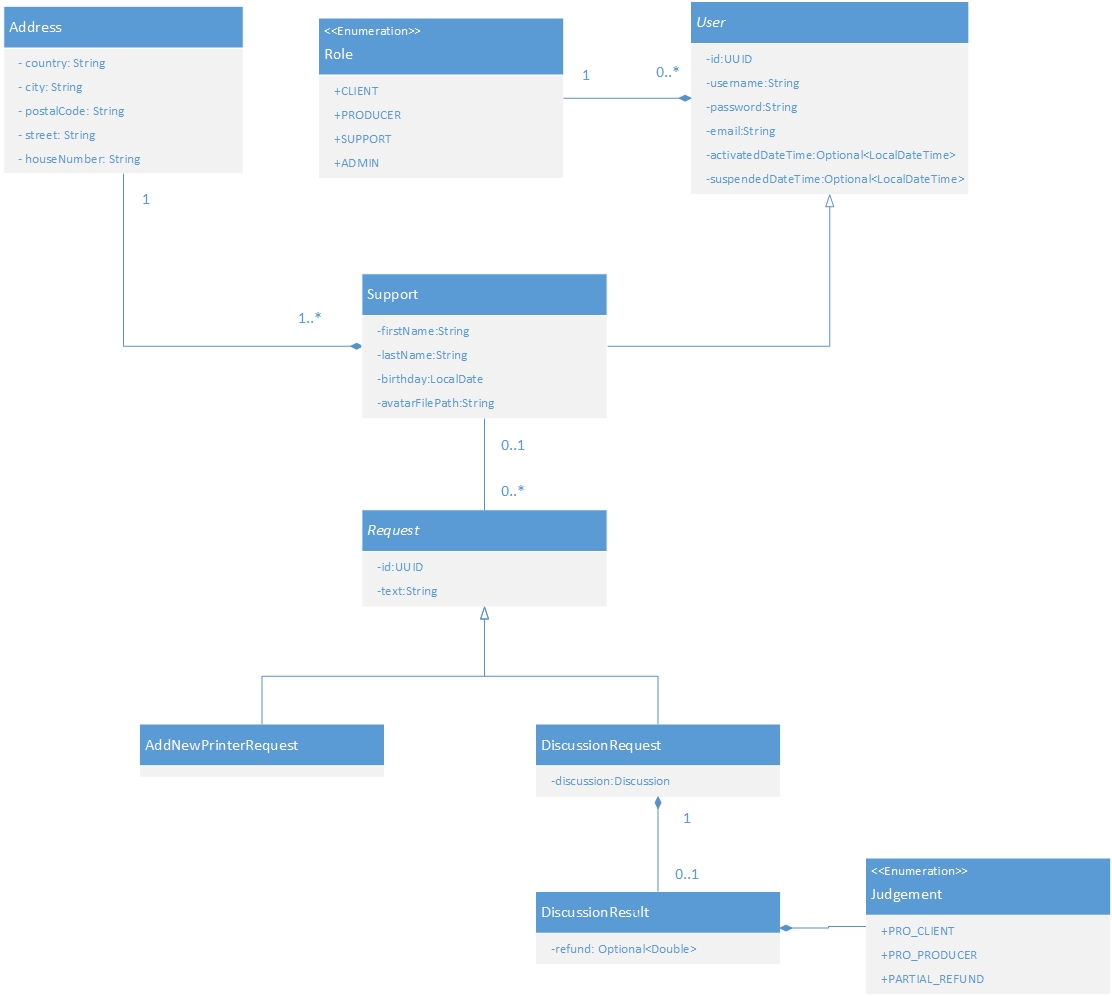 Address
- country: String
- city: String
- postalCode: String
- street: String
- houseNumber: String
1
<<Enumeration>>
Role
+CLIENT
+PRODUCER
+SUPPORT
+ADMIN
1
0..*
User
-id:UUID
-username:String
-password:String
-email:String
-activatedDateTime:Optional<LocalDateTime>
-suspendedDateTime:Optional<LocalDateTime>
1..*
Support
-firstName:String
-lastName:String
-birthday:LocalDate
-avatarFilePath:String
0..1
0..*
Request
-id:UUID
-text:String
AddNewPrinterRequest
DiscussionRequest
-discussion:Discussion
1
0..1
DiscussionResult
-refund: Optional<Double>
<<Enumeration>>
Judgement
+PRO_CLIENT
+PRO_PRODUCER
+PARTIAL_REFUND